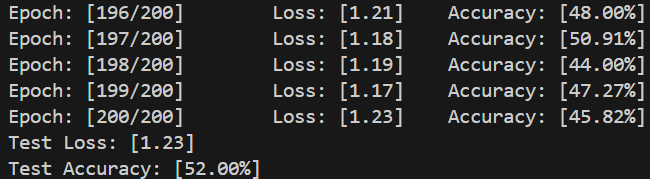 Epoch: [196/200] Loss: [1.21] Accuracy: [48.00%]
Epoch: [197/200] Loss: [1.18] Accuracy: [50.91%]
Epoch: [198/200] Loss: [1.19] Accuracy: [44.00%]
Epoch: [199/200] Loss: [1.17] Accuracy: [47.27%]
Epoch: [200/200] Loss: [1.23] Accuracy: [45.82%]
Test Loss: [1.23]
Test Accuracy: [52.00%]